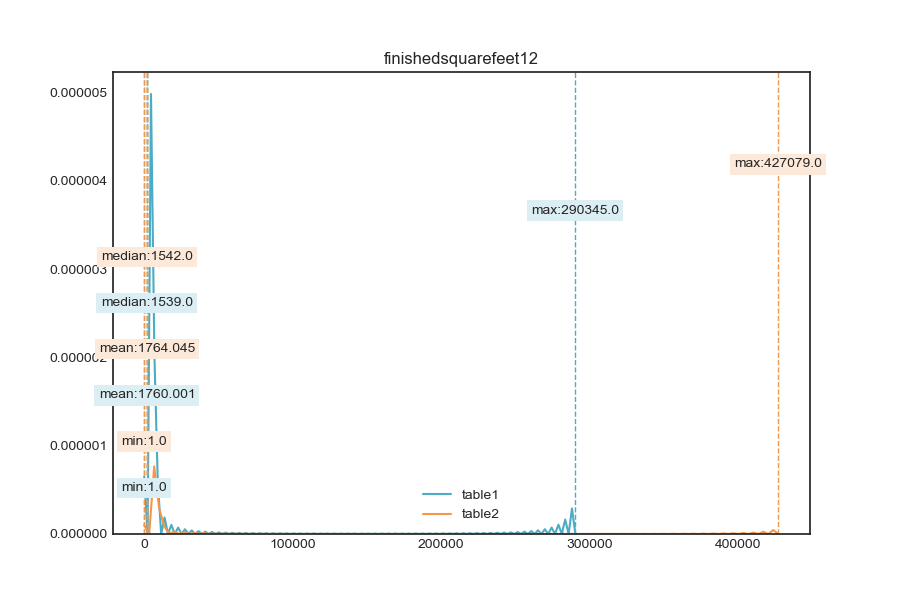 finishedsquarefeet12
0.000005
max:427079.0
0.000004
max:290345.0
median:1542.0
0.000003
median:1539.0
mean:1764.045
0.000002
mean:1760.001
min:1.0
0.000001
min:1.0
table1
table2
0.000000
0 100000 200000 300000 400000